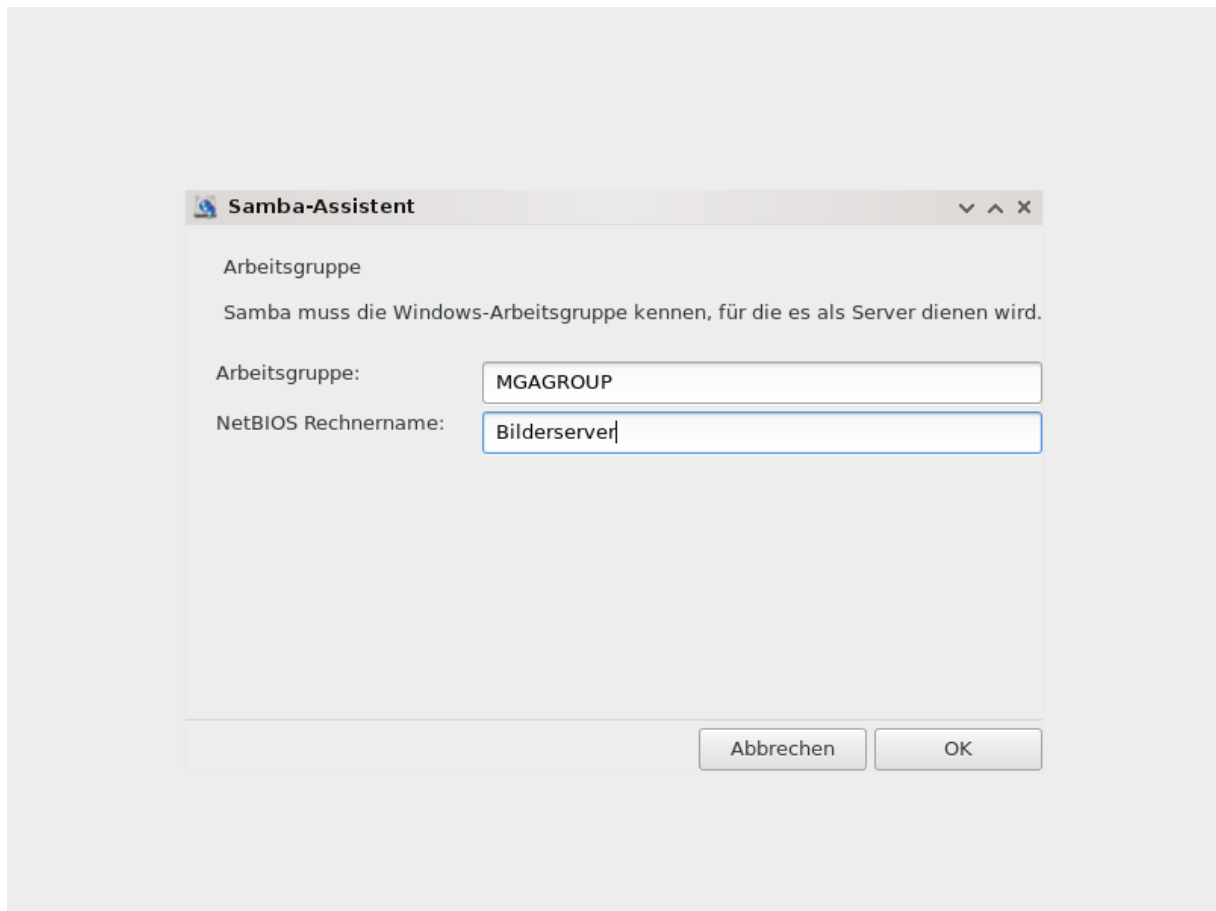 Samba-Assistent
Arbeitsgruppe
Samba muss die Windows-Arbeitsgruppe kennen, für die es als Server dienen wird.
Arbeitsgruppe: MGAGROUP
NetBIOS Rechnername: Bilderserver
Abbrechen OK